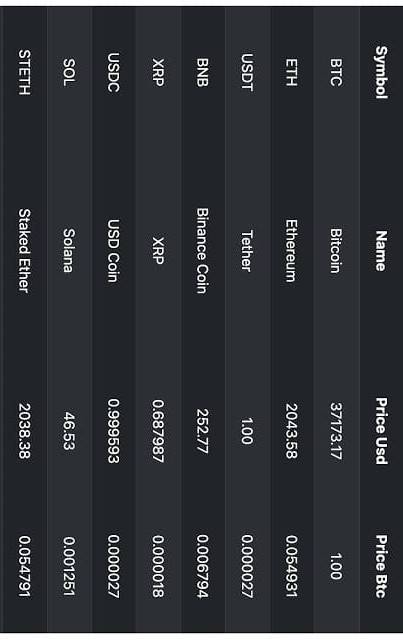 Symbol Name Price Usd Price Btc
BTC Bitcoin 37173.17 1.00
ETH Ethereum 2043.58 0.054931
USDT Tether 1.00 0.000027
BNB Binance Coin 252.77 0.006794
XRP XRP 0.687987 0.000018
USDC USD Coin 0.999593 0.000027
SOL Solana 46.53 0.001251
STETH Staked Ether 2038.38 0.054791